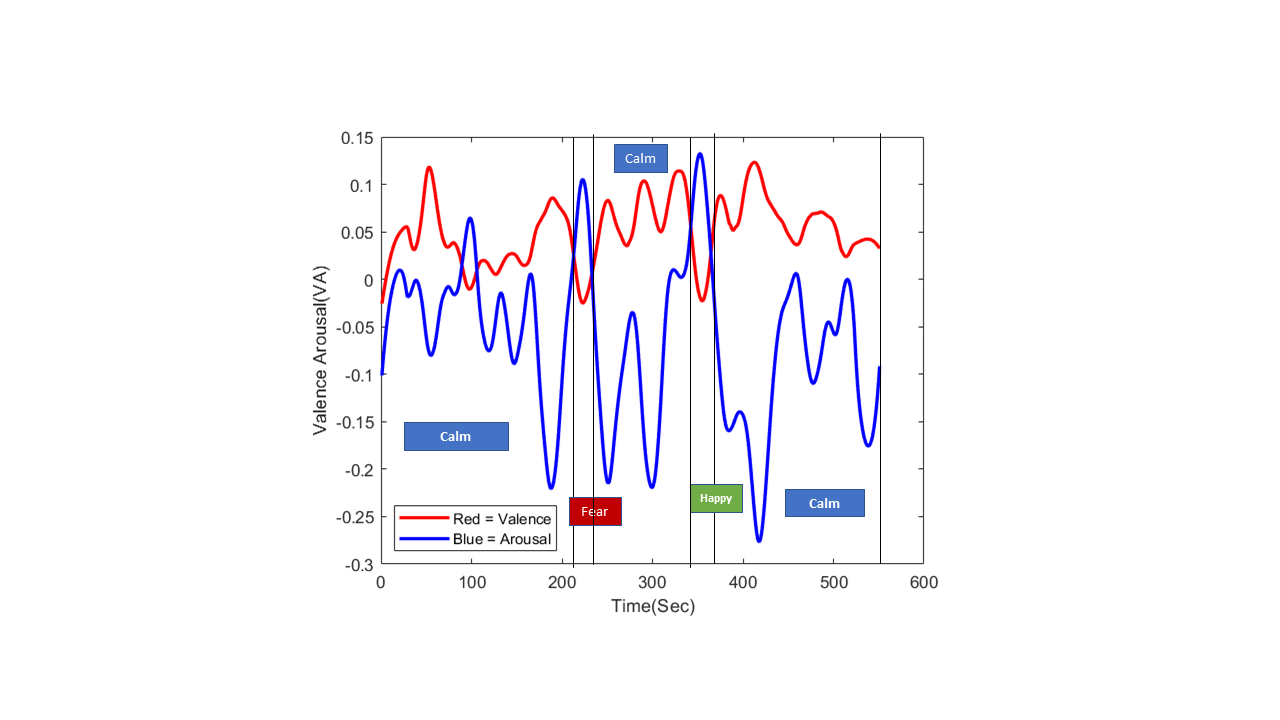 0.15
0.1
0.05
0
-0.05
-0.1
-0.15
-0.2
-0.25
-0.3
Valence Arousal(VA)
Calm
Calm
Fear
Happy
Calm
Red = Valence
Blue = Arousal
0 100 200 300 400 500 600
Time(Sec)